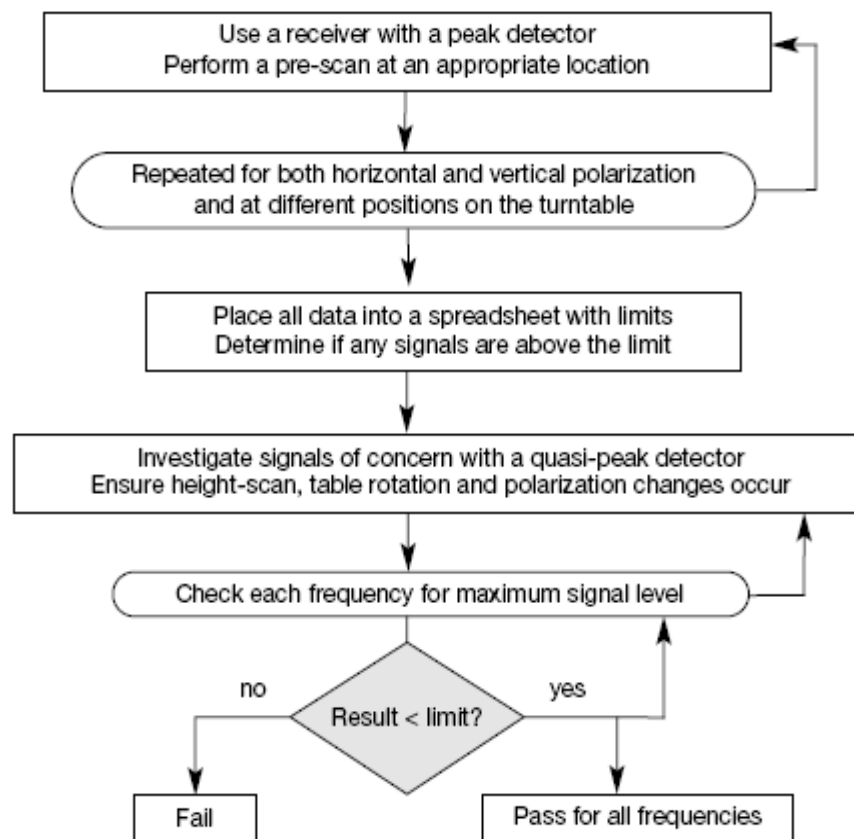 Use a receiver with a peak detector
Perform a pre-scan at an appropriate location
Repeated for both horizontal and vertical polarization
and at different positions on the turntable
Place all data into a spreadsheet with limits
Determine if any signals are above the limit
Investigate signals of concern with a quasi-peak detector
Ensure height-scan, table rotation and polarization changes occur
Check each frequency for maximum signal level
no
yes
Result < limit?
Fail
Pass for all frequencies